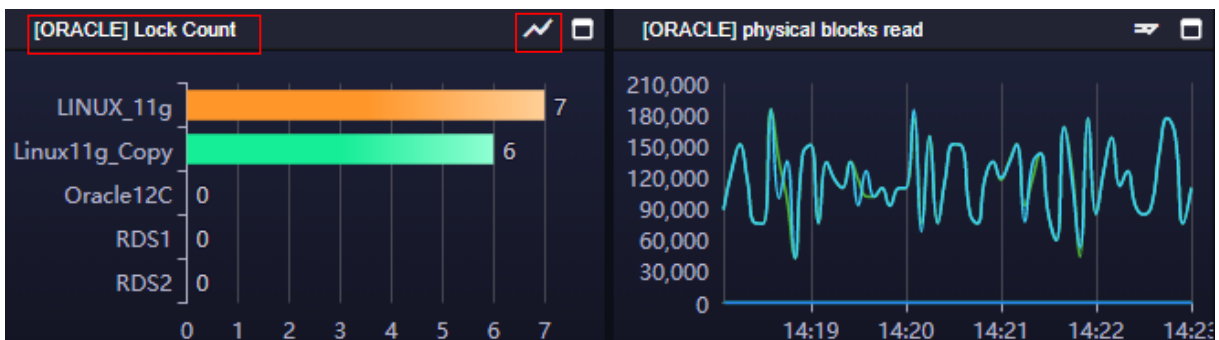 [ORACLE] Lock Count
LINUX_11g
7
Linux11g_Copy
6
Oracle12C
0
RDS1
0
RDS2
0
0 1 2 3 4 5 6 7
[ORACLE] physical blocks read
210,000
180,000
150,000
120,000
90,000
60,000
30,000
0
14:19 14:20 14:21 14:22